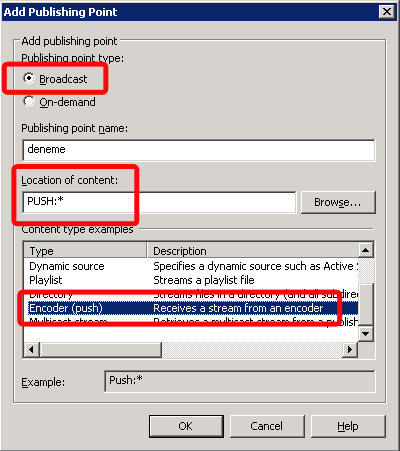 Add Publishing Point
Add publishing point
Publishing point type:
Broadcast
On-demand
Publishing point name:
deneme
Location of content:
PUSH:*
Browse...
Content type examples
Type Description
Dynamic source Specifies a dynamic source such as Active
Playlist Streams a playlist file
Directory Streams files in a directory (and all subdire
Encoder (push) Receives a stream from an encoder
Multicast stream Retrieves a multicast stream from a publish
Example: Push:*
OK Cancel Help